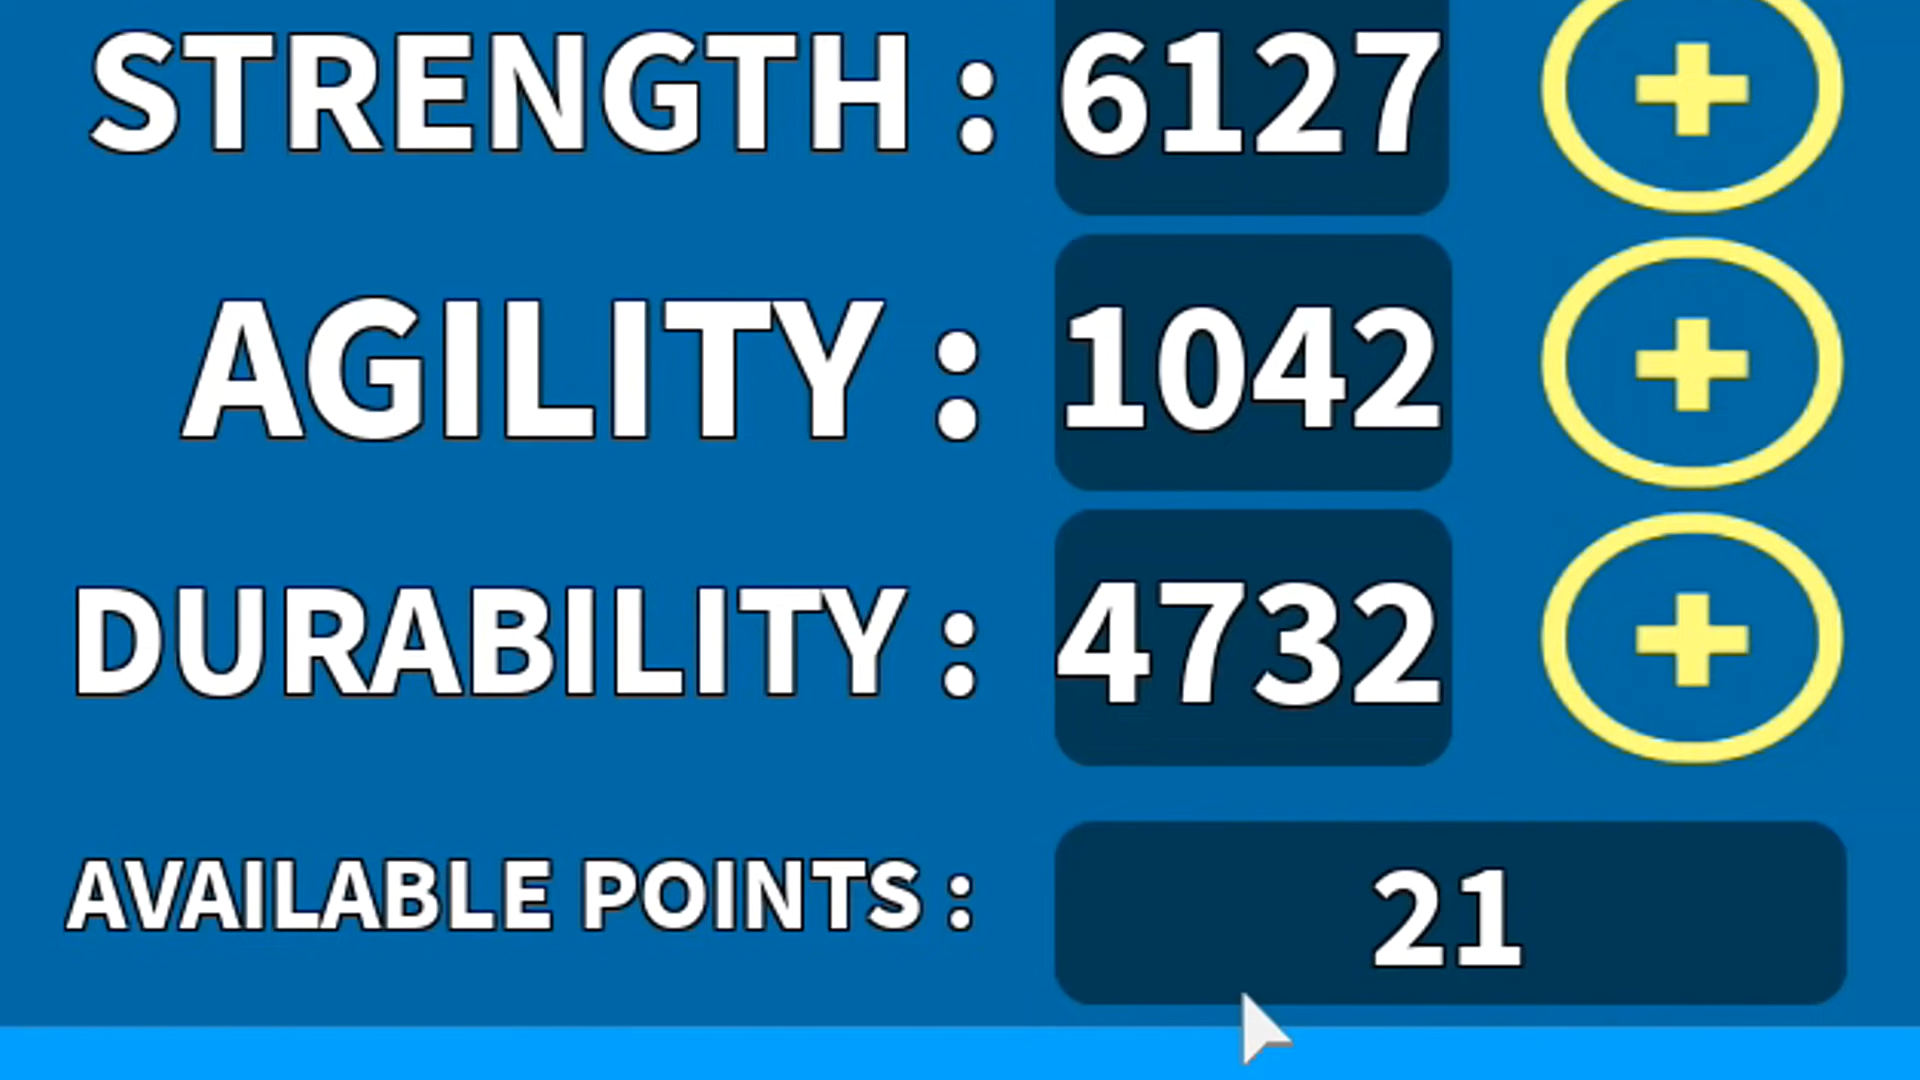 STRENGTH : 6127
AGILITY : 1042
DURABILITY : 4732
AVAILABLE POINTS : 21